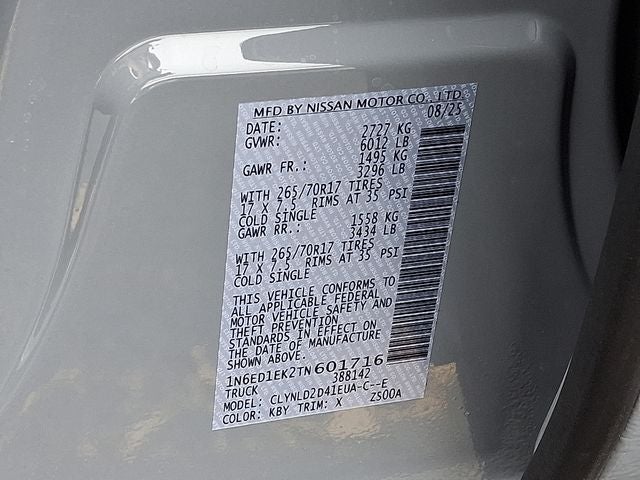 MFD BY NISSAN MOTOR CO., LTD.
DATE: 08/25
GVWR: 2727 KG
6012 LB
GAWR FR.: 1495 KG
3296 LB
WITH 265/70R17 TIRES
17 X 7.5 RIMS AT 35 PSI
COLD SINGLE
GAWR RR.: 1558 KG
3434 LB
WITH 265/70R17 TIRES
17 X 7.5 RIMS AT 35 PSI
COLD SINGLE
THIS VEHICLE CONFORMS TO
ALL APPLICABLE FEDERAL
MOTOR VEHICLE SAFETY AND
THEFT PREVENTION
STANDARDS IN EFFECT ON
THE DATE OF MANUFACTURE
SHOWN ABOVE.
1N6ED1EK2TN601716
TRUCK 388142
MODEL: CLYNLD2D41EUA-C--E
COLOR: KBY TRIM: X Z500A